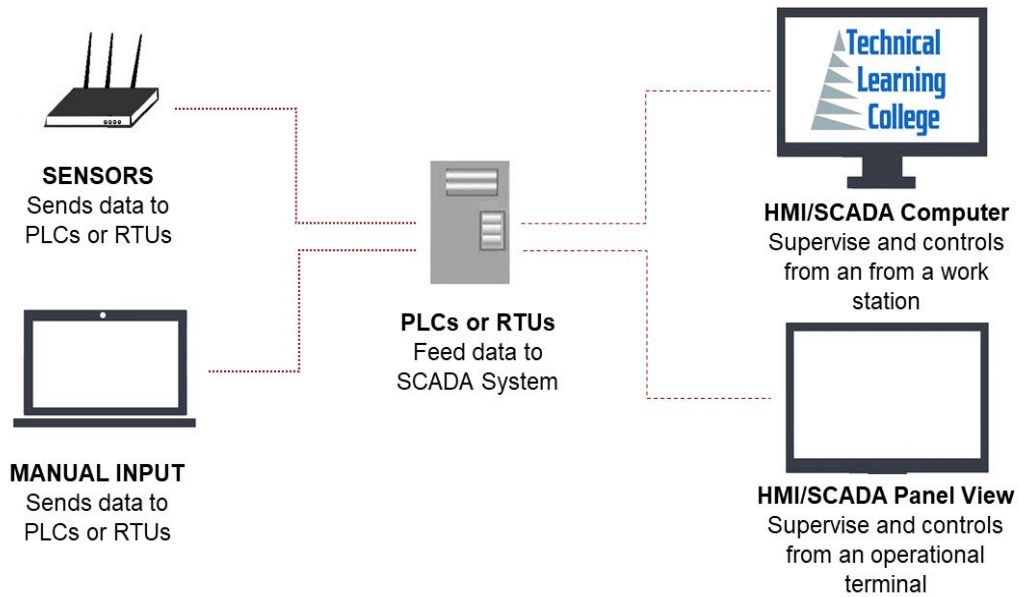 SENSORS
Sends data to
PLCs or RTUs
MANUAL INPUT
Sends data to
PLCs or RTUs
PLCs or RTUs
Feed data to
SCADA System
Technical
Learning
College
HMI/SCADA Computer
Supervise and controls
from an from a work
station
HMI/SCADA Panel View
Supervise and controls
from an operational
terminal